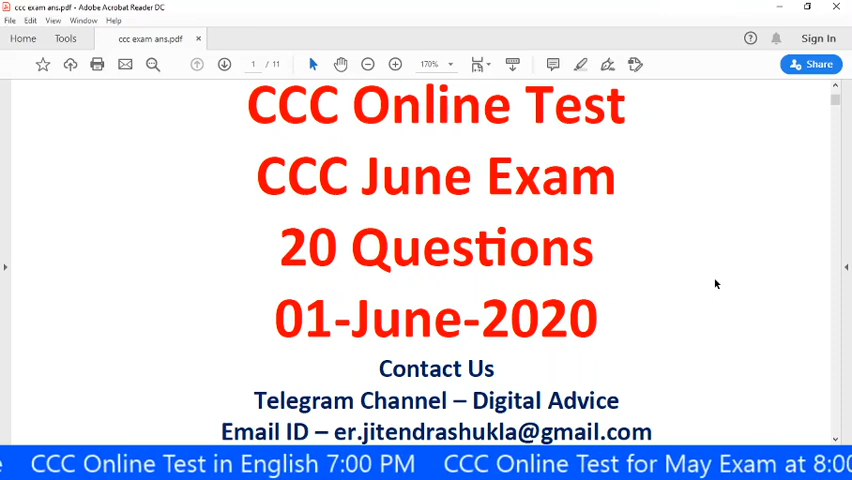 ccc exam ans.pdf - Adobe Acrobat Reader DC
File Edit View Window Help
Home Tools ccc exam ans.pdf × Sign In
1 / 11 170% Share
CCC Online Test
CCC June Exam
20 Questions
01-June-2020
Contact Us
Telegram Channel – Digital Advice
Email ID – er.jitendrashukla@gmail.com
CCC Online Test in English 7:00 PM CCC Online Test for May Exam at 8:00